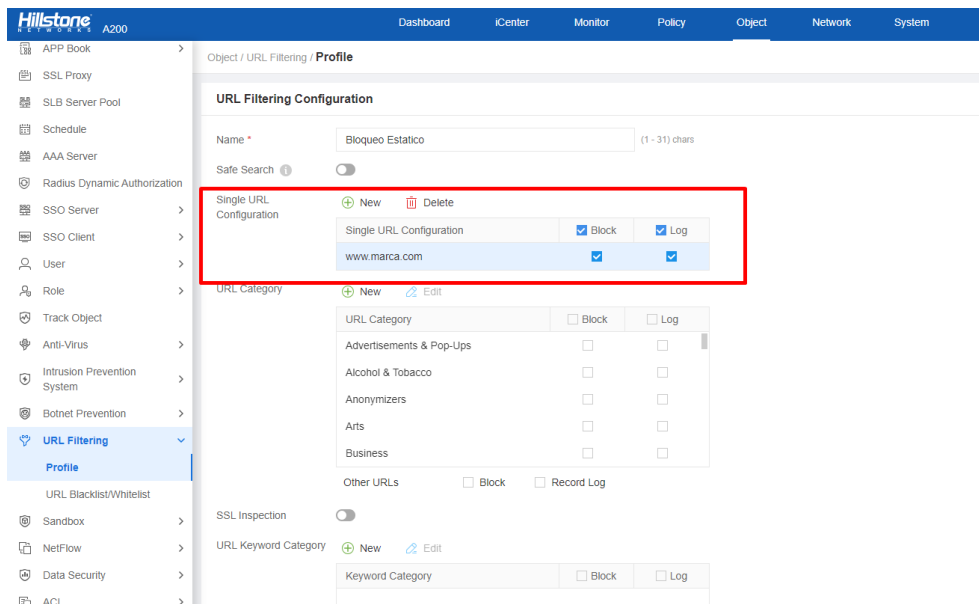 Hillstone
NETWORKS A200
Dashboard iCenter Monitor Policy Object Network System
APP Book
SSL Proxy
SLB Server Pool
Schedule
AAA Server
Radius Dynamic Authorization
SSO Server
SSO Client
User
Role
Track Object
Anti-Virus
Intrusion Prevention
System
Botnet Prevention
URL Filtering
Profile
URL Blacklist/Whitelist
Sandbox
NetFlow
Data Security
ACL
Object / URL Filtering / Profile
URL Filtering Configuration
Name * Bloqueo Estatico (1 - 31) chars
Safe Search
Single URL
Configuration
New Delete
Single URL Configuration Block Log
www.marca.com
URL Category New Edit
URL Category Block Log
Advertisements & Pop-Ups
Alcohol & Tobacco
Anonymizers
Arts
Business
Other URLs Block Record Log
SSL Inspection
URL Keyword Category New Edit
Keyword Category Block Log